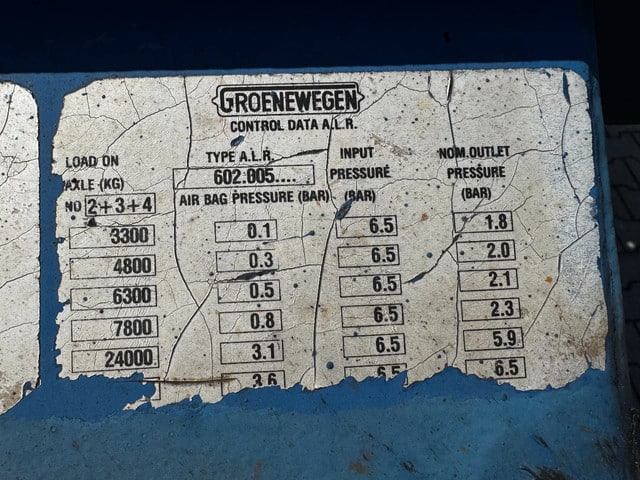 GROENEWEGEN
CONTROL DATA A.L.R.
LOAD ON AXLE (KG) TYPE A.L.R. INPUT PRESSURE (BAR) NOM.OUTLET PRESSURE (BAR)
602.005....
NO 2+3+4 AIR BAG PRESSURE (BAR)
3300 0.1 6.5 1.8
4800 0.3 6.5 2.0
6300 0.5 6.5 2.1
7800 0.8 6.5 2.3
24000 3.1 6.5 5.9
3.6 6.5 6.5